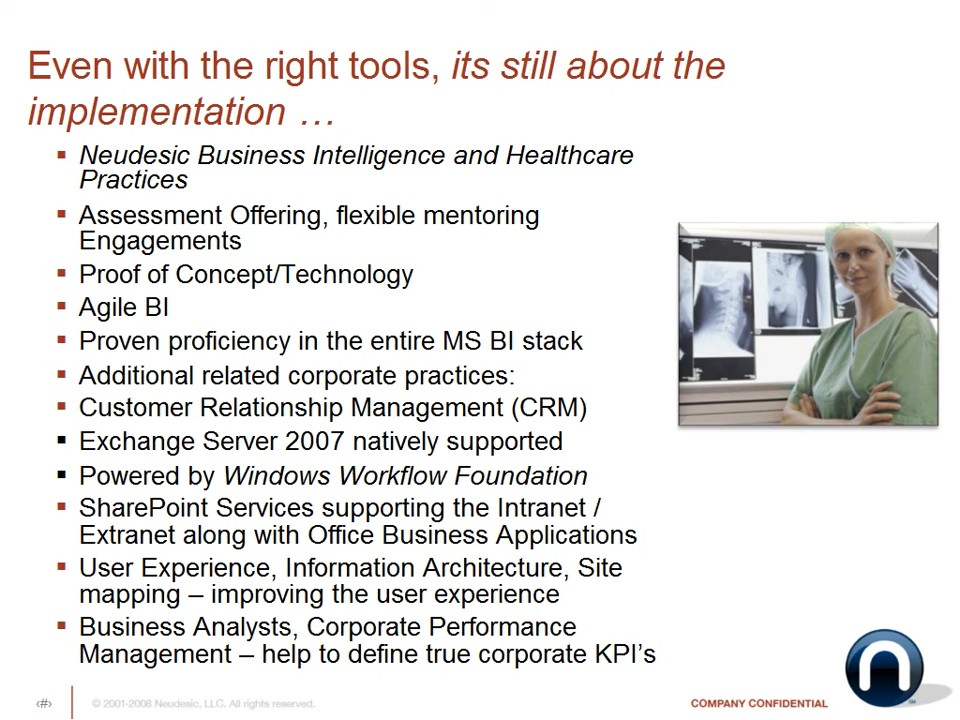 Even with the right tools, its still about the
implementation …
▪ Neudesic Business Intelligence and Healthcare
Practices
▪ Assessment Offering, flexible mentoring
Engagements
▪ Proof of Concept/Technology
▪ Agile BI
▪ Proven proficiency in the entire MS BI stack
▪ Additional related corporate practices:
▪ Customer Relationship Management (CRM)
▪ Exchange Server 2007 natively supported
▪ Powered by Windows Workflow Foundation
▪ SharePoint Services supporting the Intranet /
Extranet along with Office Business Applications
▪ User Experience, Information Architecture, Site
mapping – improving the user experience
▪ Business Analysts, Corporate Performance
Management – help to define true corporate KPI’s
‹#› © 2001-2008 Neudesic, LLC. All rights reserved. COMPANY CONFIDENTIAL
n